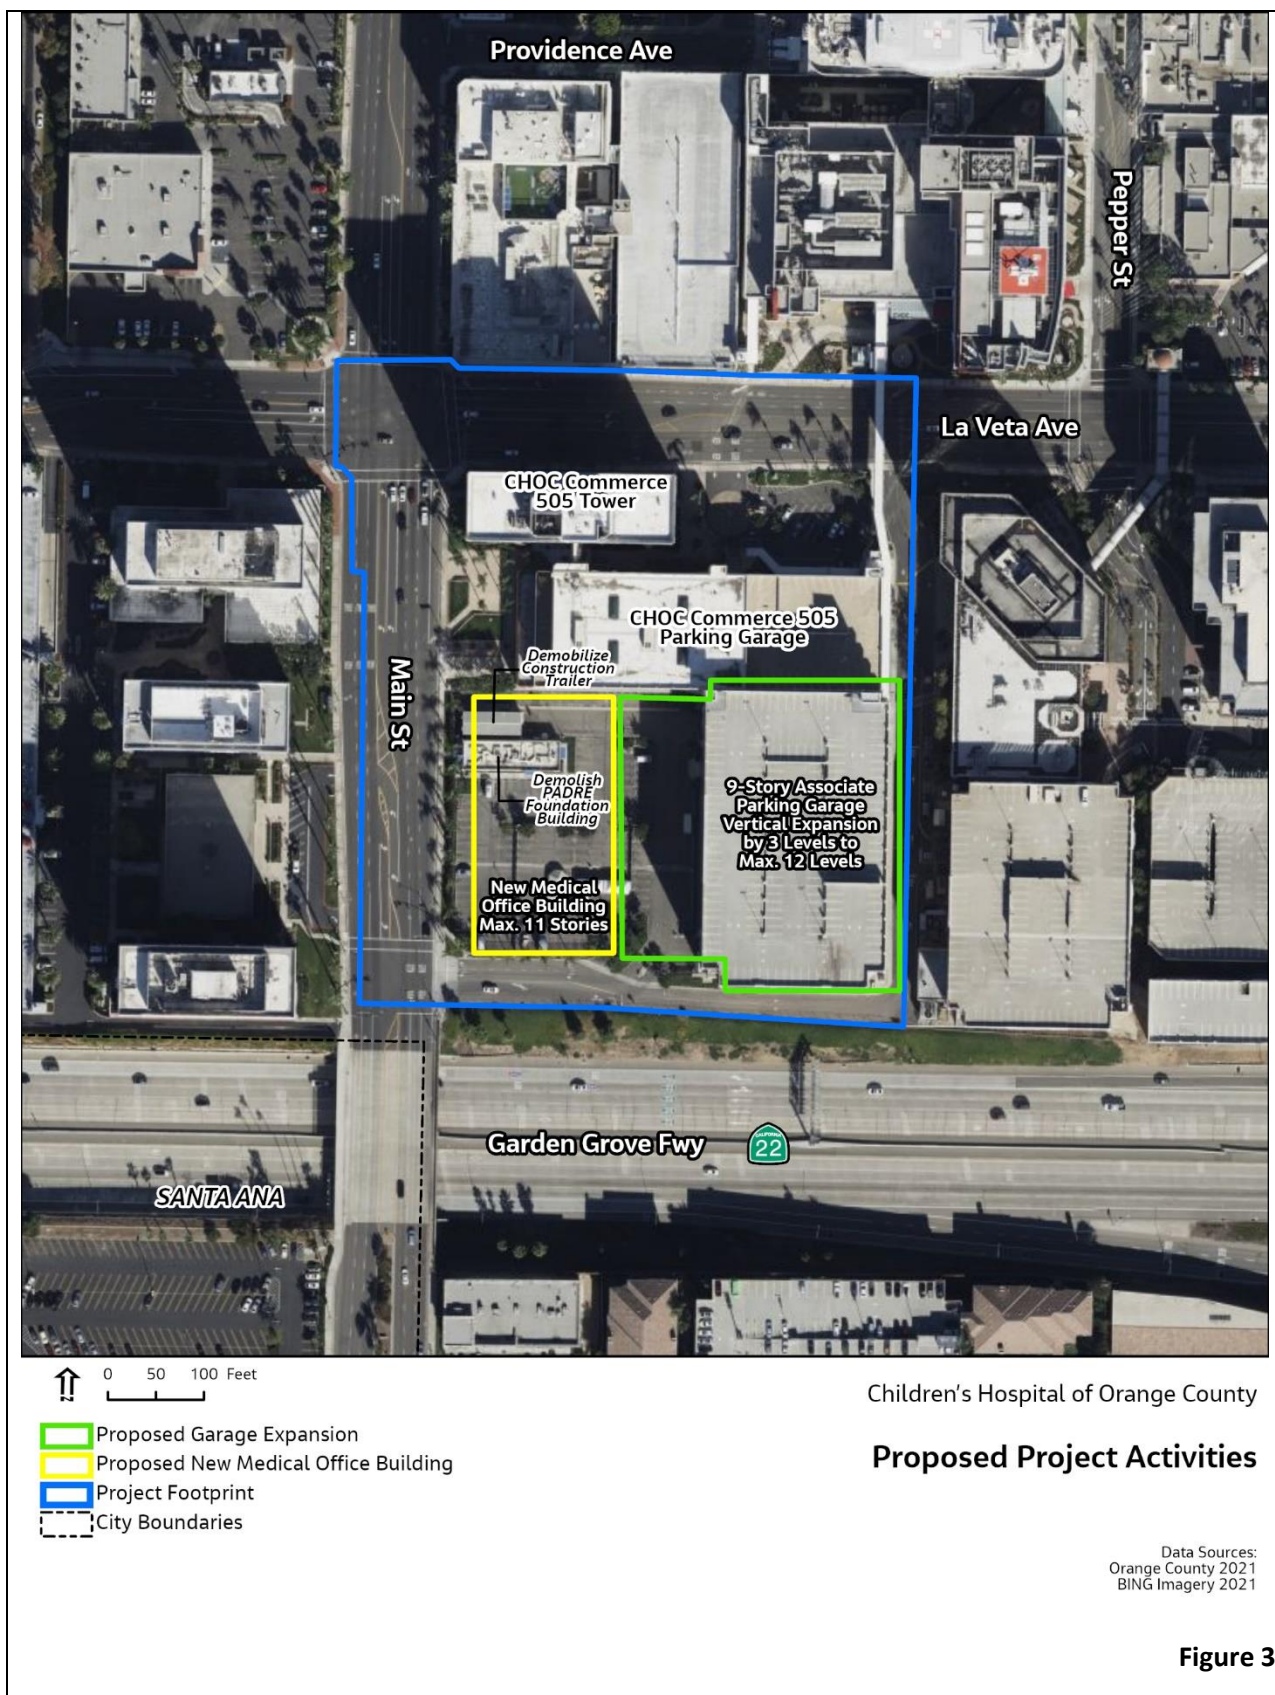 Providence Ave
Pepper St
La Veta Ave
CHOC Commerce
505 Tower
CHOC Commerce 505
Parking Garage
Demobilize
Construction
Trailer
Main St
Demolish
PADRE
Foundation
Building
9-Story Associate
Parking Garage
Vertical Expansion
by 3 Levels to
Max. 12 Levels
New Medical
Office Building
Max. 11 Stories
Garden Grove Fwy
CALIFORNIA
22
SANTA ANA
N
0 50 100 Feet
Children's Hospital of Orange County
Proposed Garage Expansion
Proposed New Medical Office Building
Project Footprint
City Boundaries
Proposed Project Activities
Data Sources:
Orange County 2021
BING Imagery 2021
Figure 3